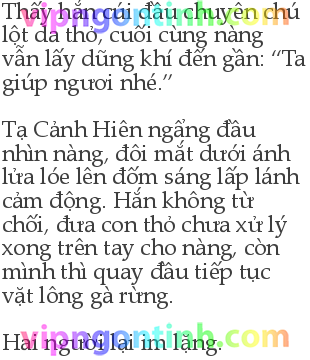 Thấy hắn cúi đầu chuyên chú
lột da thỏ, cuối cùng nàng
vẫn lấy dũng khí đến gần: “Ta
giúp ngươi nhé.”
Tạ Cảnh Hiên ngẩng đầu
nhìn nàng, đôi mắt dưới ánh
lửa lóe lên đốm sáng lấp lánh
cảm động. Hắn không từ
chối, đưa con thỏ chưa xử lý
xong trên tay cho nàng, còn
mình thì quay đầu tiếp tục
vặt lông gà rừng.
Hai người lại im lặng.
vipngontinh.com
vipngontinh.com